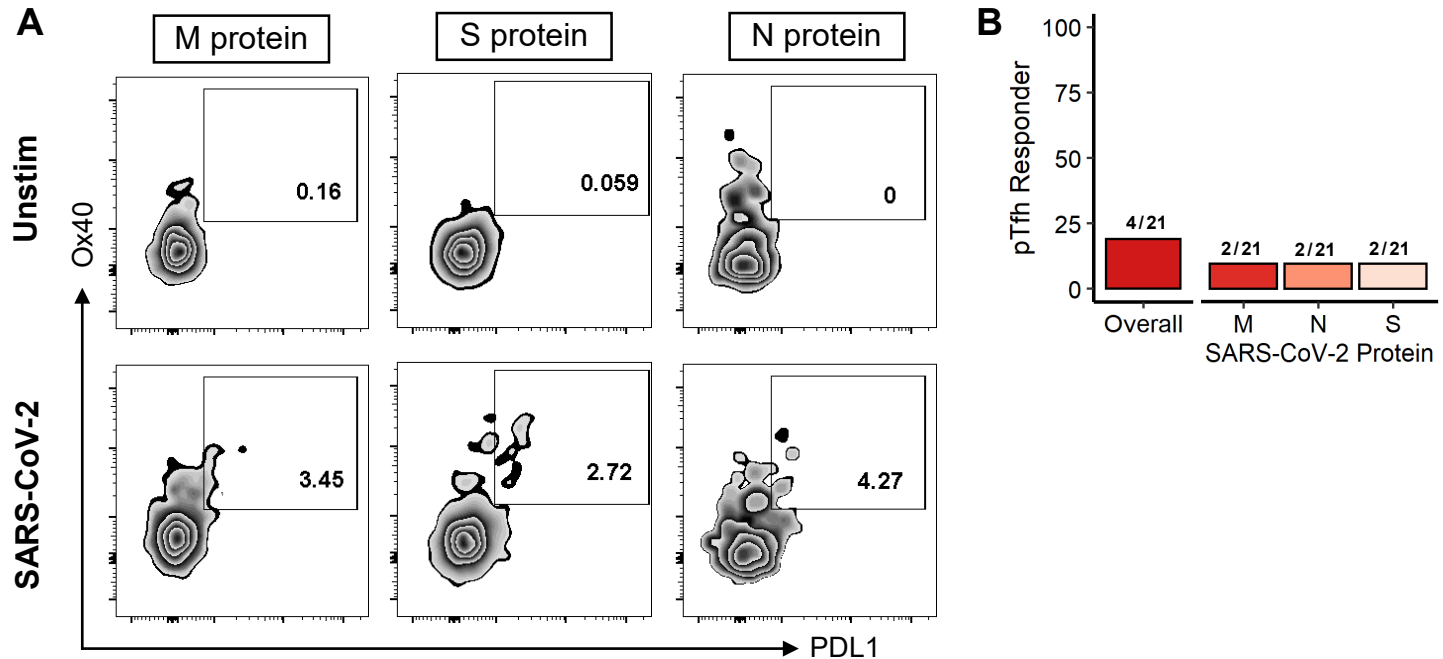 A
M protein
S protein
N protein
Unstim
0.16
0.059
0
Ox40
SARS-CoV-2
3.45
2.72
4.27
PDL1
B
pTfh Responder
100
75
50
25
0
4/21
2/21
2/21
2/21
Overall
M
N
S
SARS-CoV-2 Protein